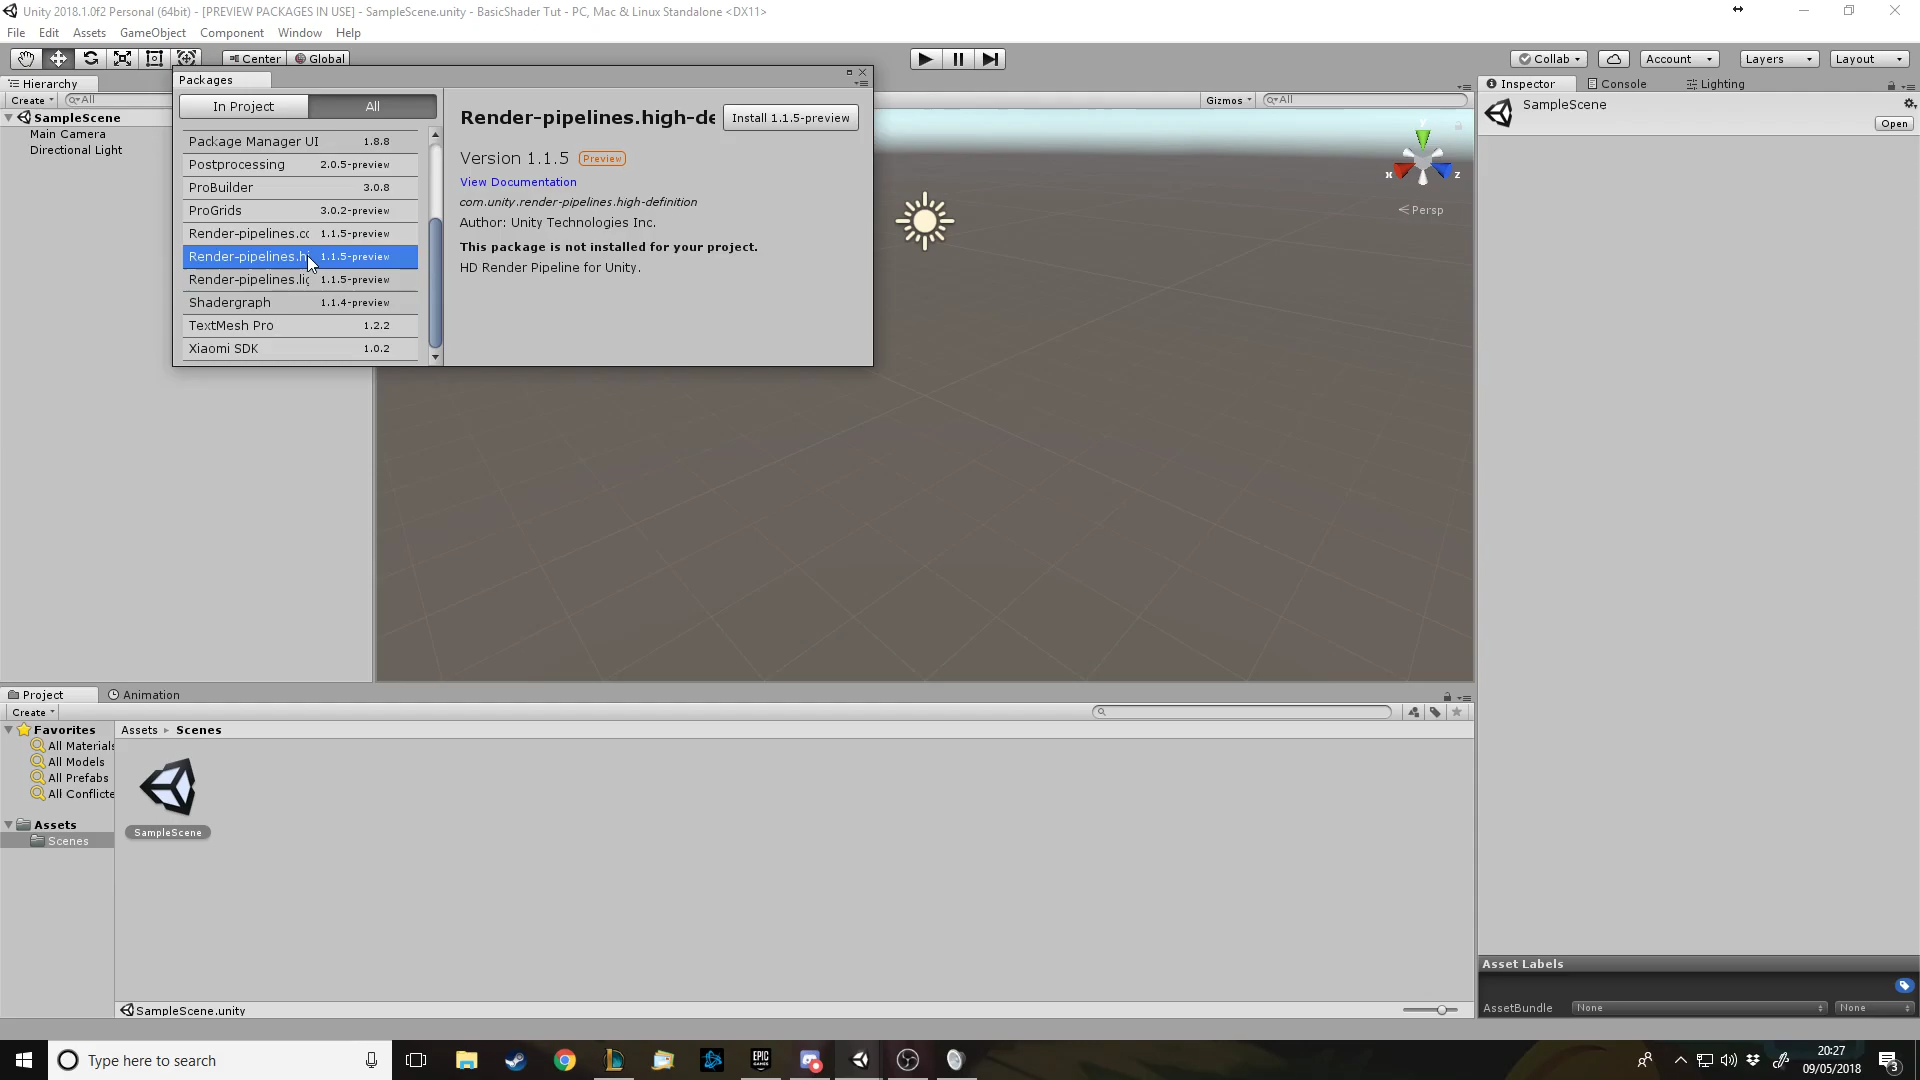 Unity 2018.1.0f2 Personal (64bit) - [PREVIEW PACKAGES IN USE] - SampleScene.unity - BasicShader Tut - PC, Mac & Linux Standalone <DX11>
File Edit Assets GameObject Component Window Help
Center Global Collab Account Layers Layout
Hierarchy
Create All
SampleScene
Main Camera
Directional Light
Packages
In Project All
Package Manager UI 1.8.8
Postprocessing 2.0.5-preview
ProBuilder 3.0.8
ProGrids 3.0.2-preview
Render-pipelines.co 1.1.5-preview
Render-pipelines.hi 1.1.5-preview
Render-pipelines.lig 1.1.5-preview
Shadergraph 1.1.4-preview
TextMesh Pro 1.2.2
Xiaomi SDK 1.0.2
Render-pipelines.high-de Install 1.1.5-preview
Version 1.1.5 Preview
View Documentation
com.unity.render-pipelines.high-definition
Author: Unity Technologies Inc.
This package is not installed for your project.
HD Render Pipeline for Unity.
Gizmos All
y
x z
Persp
Inspector Console Lighting
SampleScene
Open
Project Animation
Create
Favorites
All Materials
All Models
All Prefabs
All Conflicte
Assets
Scenes
Assets Scenes
SampleScene
SampleScene.unity
Asset Labels
AssetBundle None None
Type here to search
EPIC GAMES
20:27
09/05/2018
3